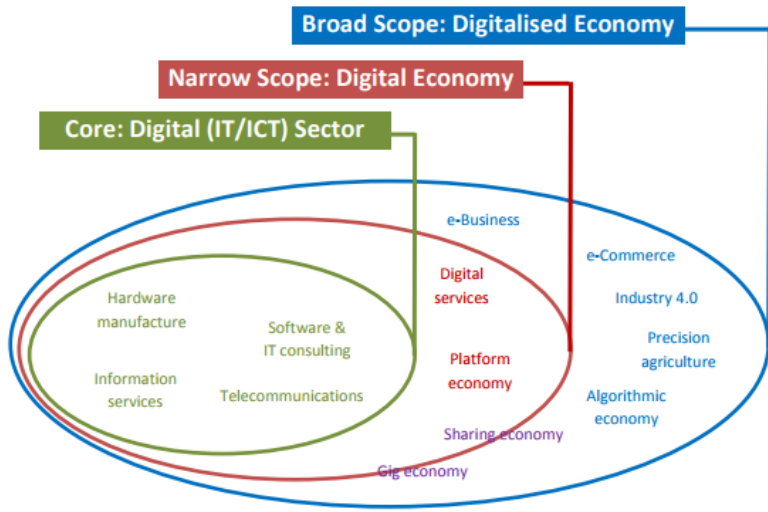 Broad Scope: Digitalised Economy
Narrow Scope: Digital Economy
Core: Digital (IT/ICT) Sector
e-Business
e-Commerce
Digital
services
Industry 4.0
Hardware
manufacture
Software &
IT consulting
Precision
agriculture
Platform
economy
Information
services
Telecommunications
Algorithmic
economy
Sharing economy
Gig economy